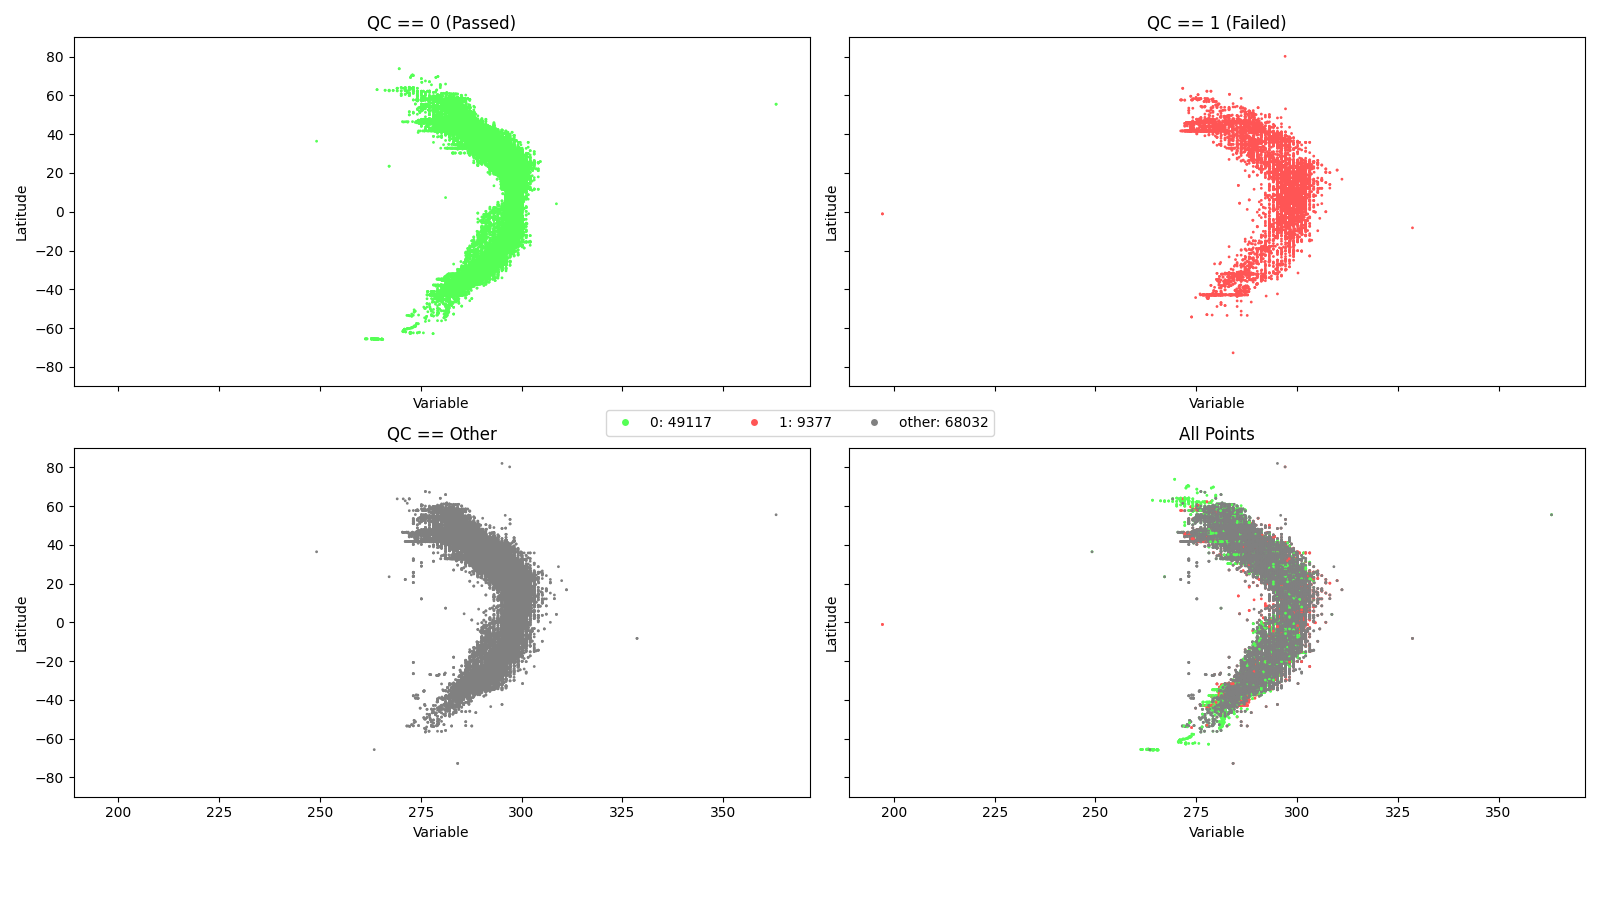 QC == 0 (Passed)
QC == 1 (Failed)
80
60
40
20
0
−20
−40
−60
−80
Latitude
Latitude
Variable
Variable
0: 49117
1: 9377
other: 68032
QC == Other
All Points
80
60
40
20
0
−20
−40
−60
−80
Latitude
Latitude
200 225 250 275 300 325 350
200 225 250 275 300 325 350
Variable
Variable